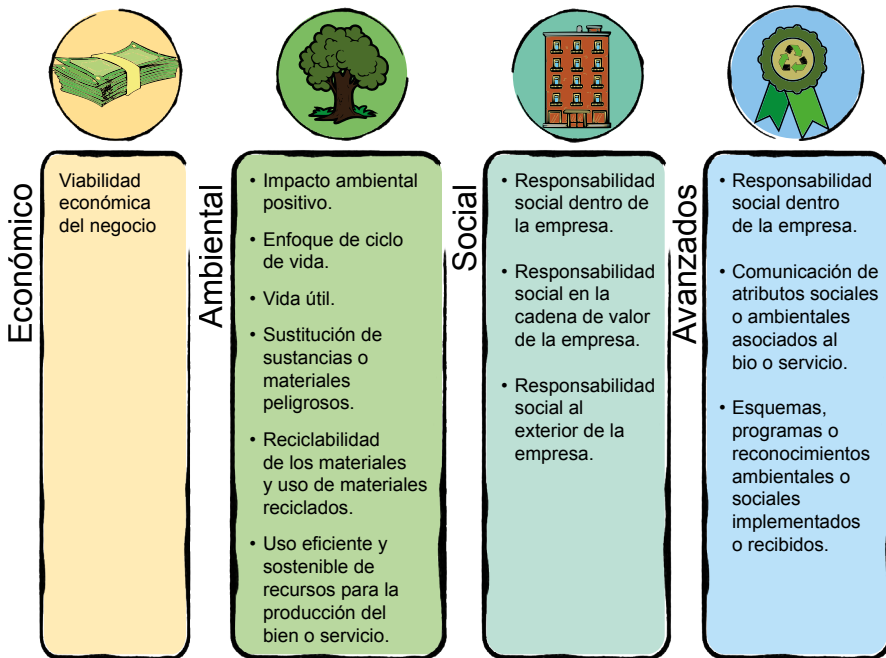 Económico
Viabilidad
económica
del negocio
Ambiental
• Impacto ambiental
positivo.
• Enfoque de ciclo
de vida.
• Vida útil.
• Sustitución de
sustancias o
materiales
peligrosos.
• Reciclabilidad
de los materiales
y uso de materiales
reciclados.
• Uso eficiente y
sostenible de
recursos para la
producción del
bien o servicio.
Social
• Responsabilidad
social dentro de
la empresa.
• Responsabilidad
social en la
cadena de valor
de la empresa.
• Responsabilidad
social al
exterior de la
empresa.
Avanzados
• Responsabilidad
social dentro
de la empresa.
• Comunicación de
atributos sociales
o ambientales
asociados al
bio o servicio.
• Esquemas,
programas o
reconocimientos
ambientales o
sociales
implementados
o recibidos.